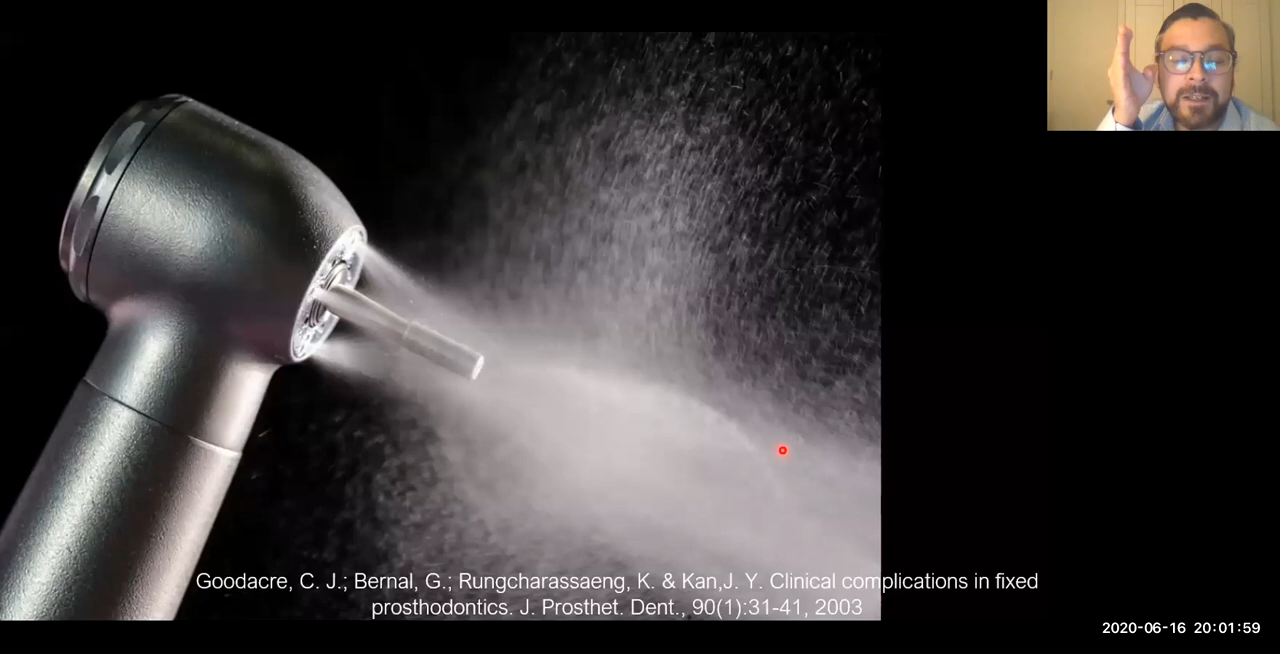 Goodacre, C. J.; Bernal, G.; Rungcharassaeng, K. & Kan,J. Y. Clinical complications in fixed
prosthodontics. J. Prosthet. Dent., 90(1):31-41, 2003
2020-06-16 20:01:59